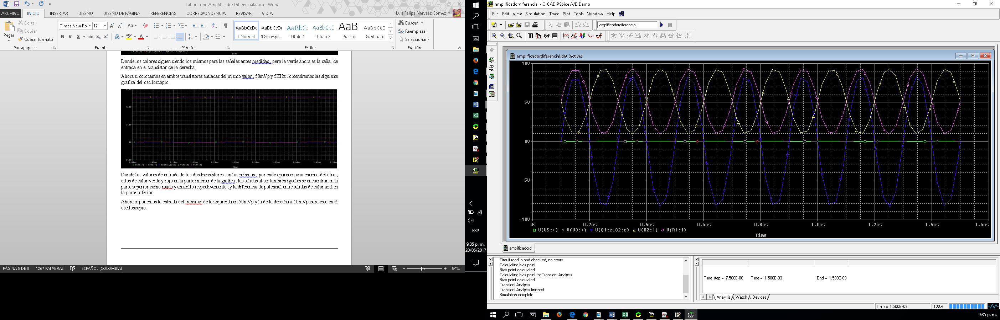 Laboratorio Amplificador Diferencial.docx - Word
ARCHIVO INICIO INSERTAR DISEÑO DISEÑO DE PÁGINA REFERENCIAS CORRESPONDENCIA REVISAR VISTA Luis Felipe Narvaez Gomez
Pegar
Cortar
Copiar
Copiar formato
Portapapeles
Times New Ro 12
N K S abc x₂ x²
Fuente
Párrafo
AaBbCcDc AaBbCcDc AaBbC AaBbCcE AaB AaBbCcD
¶ Normal ¶ Sin espa... Título 1 Título 2 Puesto Subtítulo
Estilos
Buscar
Reemplazar
Seleccionar
Edición
Donde los colores siguen siendo los mismos para las señales antes medidas , pero la verde ahora es la señal de
entrada en el transistor de la derecha.
Ahora si colocamos en ambos transistores entradas del mismo valor , 50mVp y 5KHz , obtendremos las siguiente
grafica del osciloscopio.
Donde los valores de entrada de los dos transistores son los mismos , por ende aparecen uno encima del otro ,
estos de color verde y rojo en la parte inferior de la grafica , las salidas al ser también iguales se encuentran en la
parte superior como roado y amarillo respectivamente , y la diferencia de potencial entre salidas de color azul en
la parte inferior.
Ahora si ponemos la entrada del transitor de la izquierda en 50mVp y la de la derecha a 10mVpasara esto en el
osciloscopio.
PÁGINA 5 DE 8 1267 PALABRAS ESPAÑOL (COLOMBIA) 84%
ESP
9:35 p. m.
20/05/2017
amplificadordiferencial - OrCAD PSpice A/D Demo
File Edit View Simulation Trace Plot Tools Window Help
amplificadordiferencial
amplificadordiferencial.dat (active)
10V
5V
0V
-5V
-10V
0s 0.2ms 0.4ms 0.6ms 0.8ms 1.0ms 1.2ms 1.4ms 1.6ms
V(V5:+) V(V3:+) V(Q1:c,Q2:c) V(R2:1) V(R1:1)
Time
amplificadord...
Circuit read in and checked, no errors
Calculating bias point
Bias point calculated
Calculating bias point for Transient Analysis
Bias point calculated
Transient Analysis
Transient Analysis finished
Simulation complete
Time step = 7.508E-06 Time = 1.500E-03 End = 1.500E-03
Analysis Watch Devices
Time= 1.500E-03 100%
9:35 p. m.